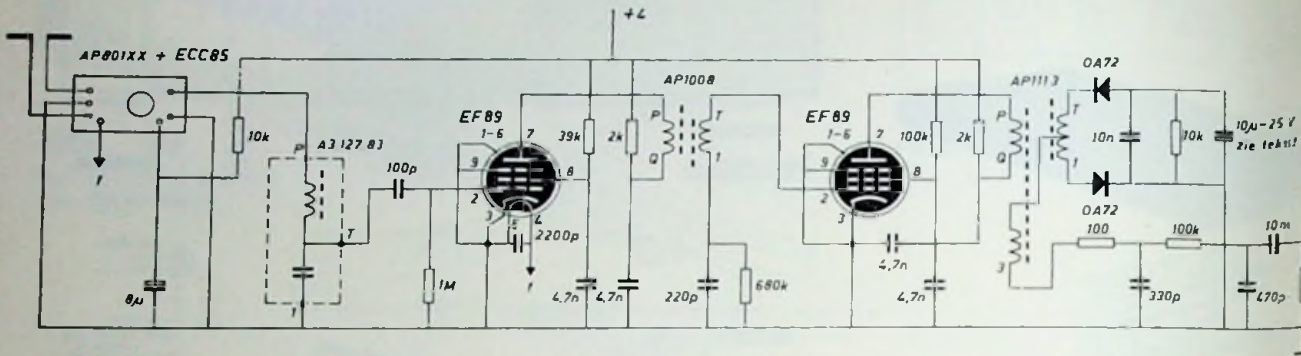 +4
AP801XX + ECC85
10k
8µ
A3 127 83
P
T
1
100p
1M
EF89
1-6
7
9
8
2
3
4
2200p
f
39k
2k
4,7n
4,7n
AP1008
P
Q
T
1
220p
680k
EF89
1-6
7
9
8
2
3
100k
2k
4,7n
4,7n
AP1113
P
Q
T
1
3
OA72
OA72
10n
10k
10µ-25V
zie tekst!
100
100k
330p
470p
10n
f